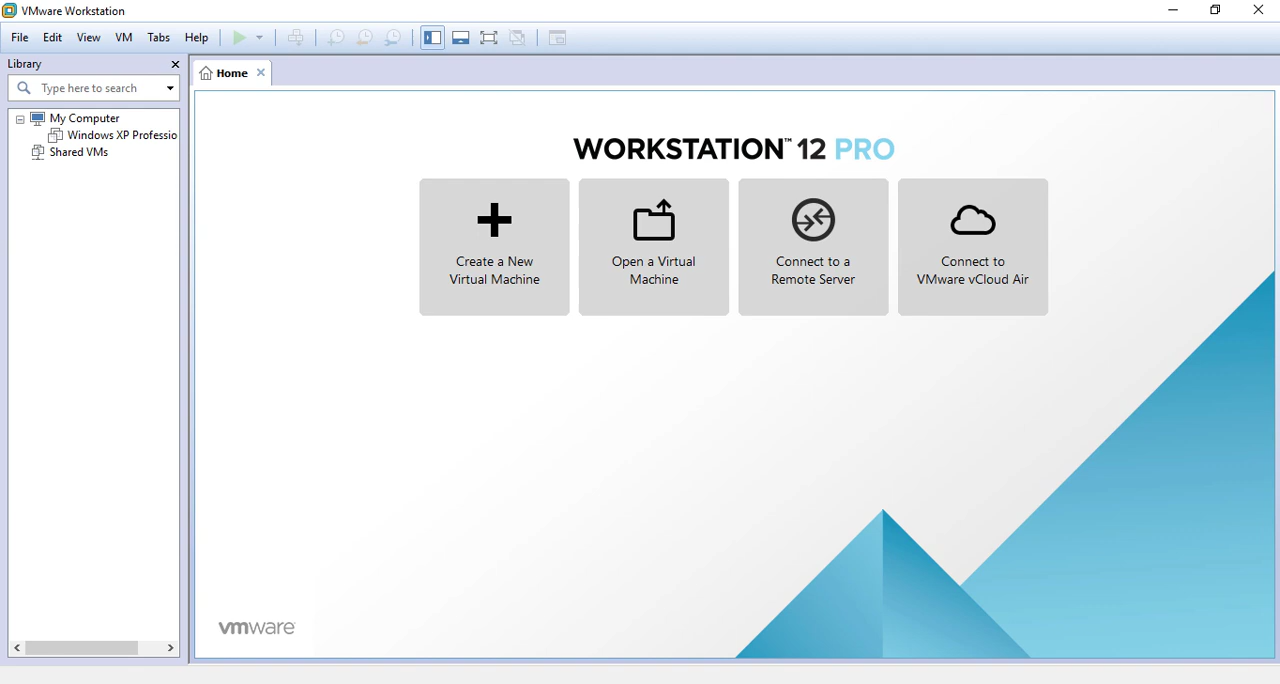 VMware Workstation
File Edit View VM Tabs Help
Library
Type here to search
My Computer
Windows XP Professio
Shared VMs
Home
WORKSTATION™ 12 PRO
Create a New
Virtual Machine
Open a Virtual
Machine
Connect to a
Remote Server
Connect to
VMware vCloud Air
vmware